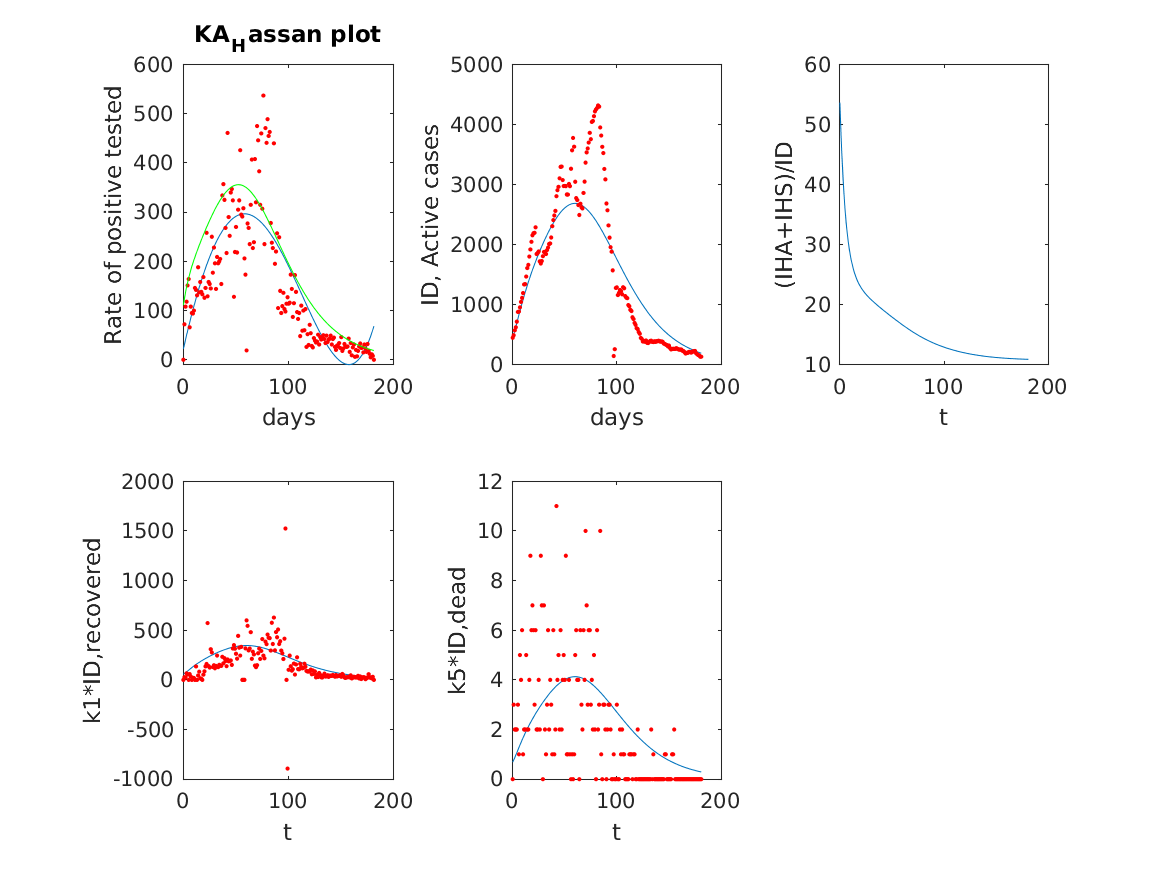 KA_Hassan plot
600
500
400
300
200
100
0
0 100 200
days
Rate of positive tested
5000
4000
3000
2000
1000
0
0 100 200
days
ID, Active cases
60
50
40
30
20
10
0 100 200
t
(IHA+IHS)/ID
2000
1500
1000
500
0
-500
-1000
0 100 200
t
k1*ID,recovered
12
10
8
6
4
2
0
0 100 200
t
k5*ID,dead